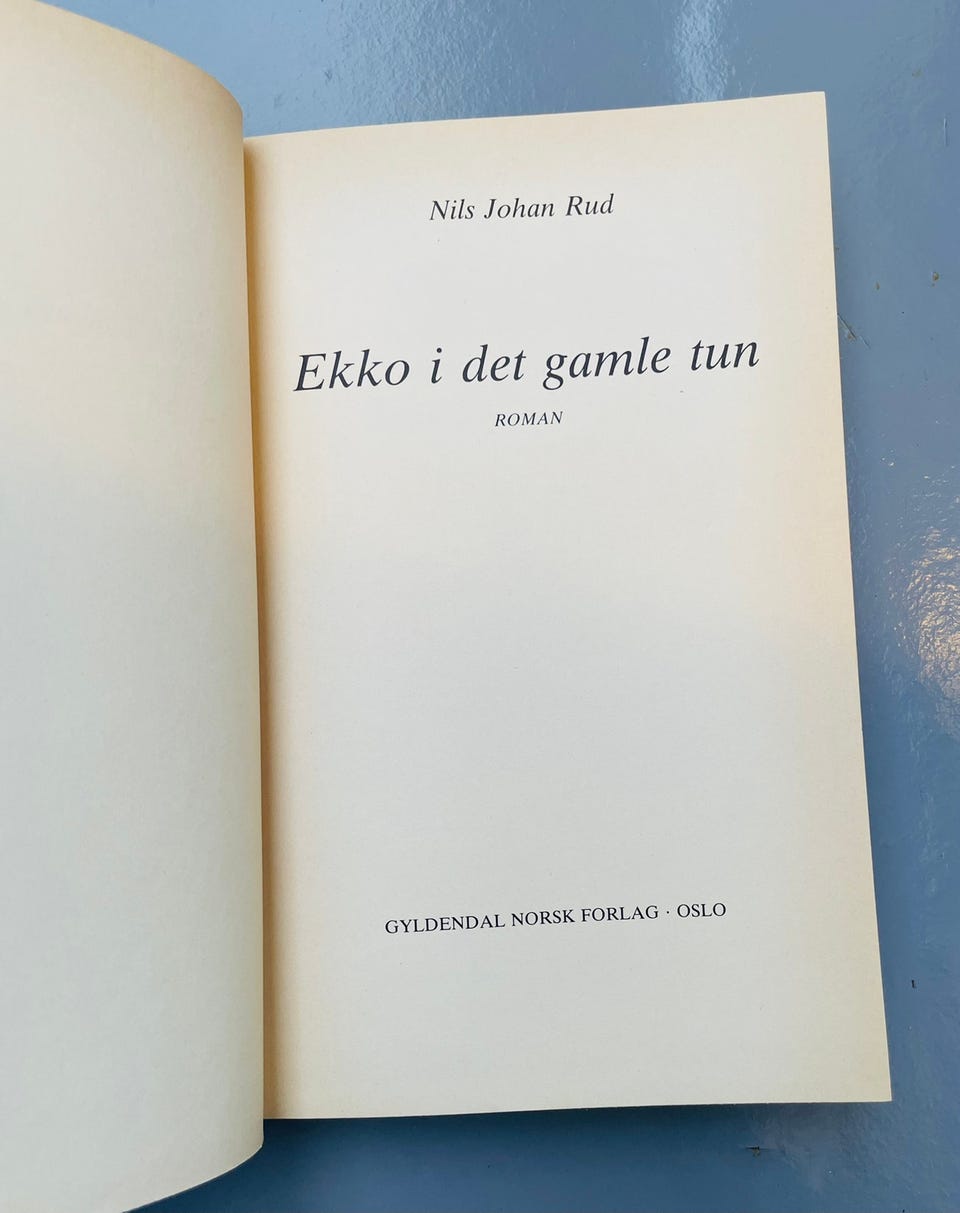 Nils Johan Rud
Ekko i det gamle tun
ROMAN
GYLDENDAL NORSK FORLAG · OSLO